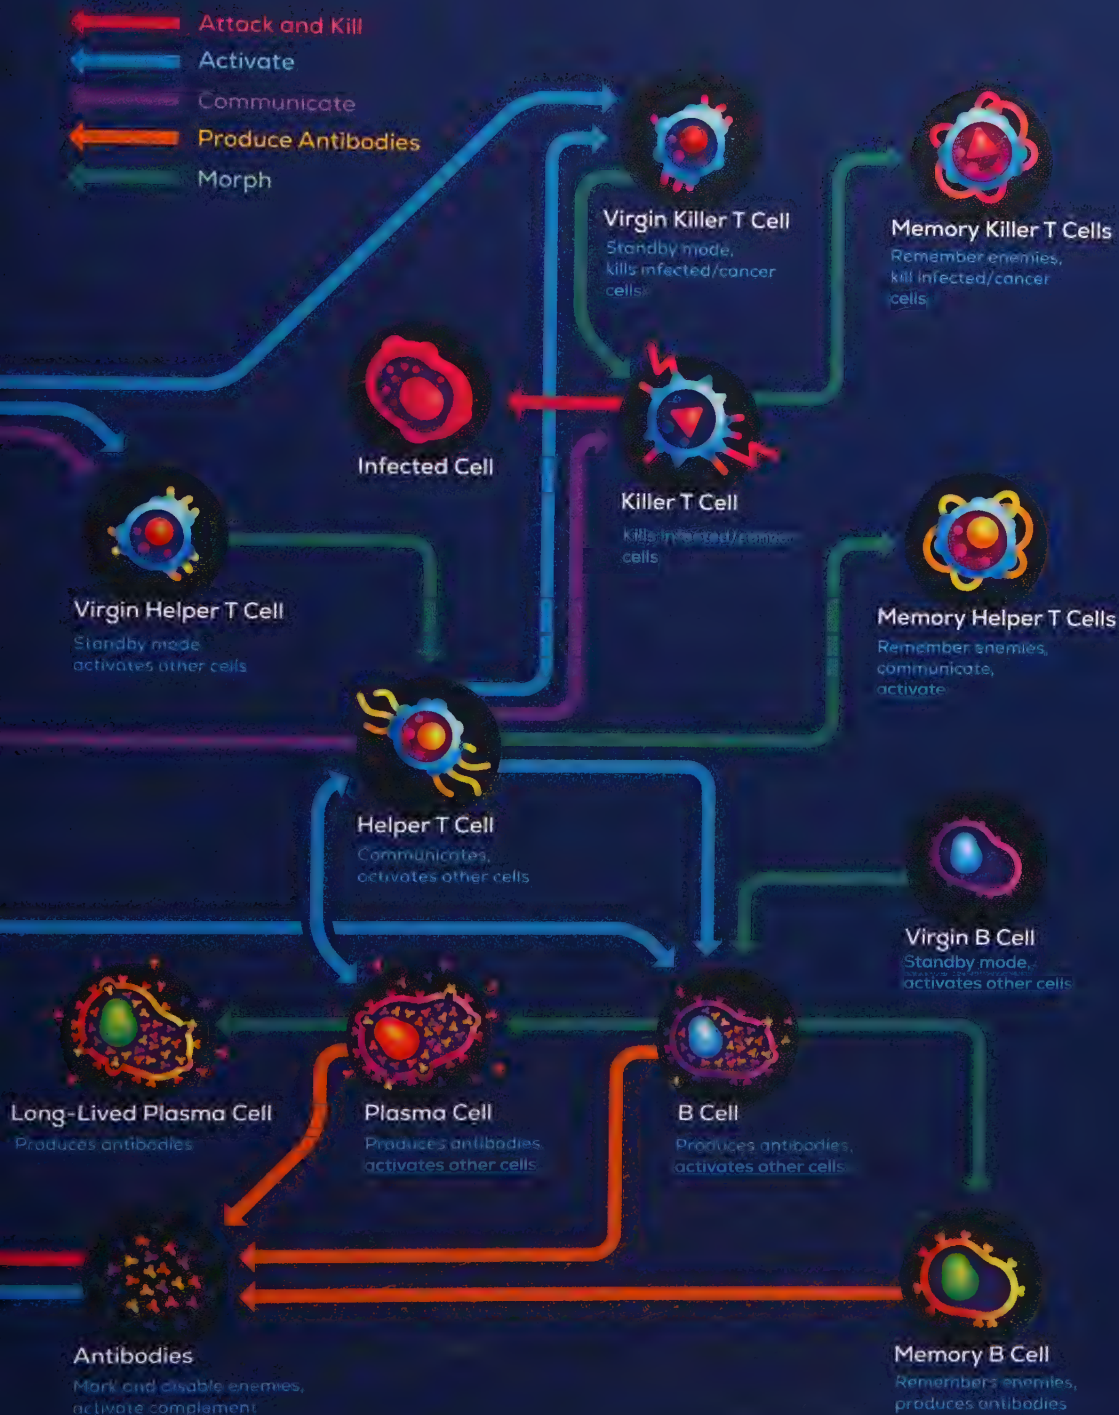 Attack and Kill
Activate
Communicate
Produce Antibodies
Morph
Virgin Killer T Cell
Standby mode,
kills infected/cancer
cells
Memory Killer T Cells
Remember enemies,
kill infected/cancer
cells
Infected Cell
Killer T Cell
Kills infected/cancer
cells
Virgin Helper T Cell
Standby mode
activates other cells
Memory Helper T Cells
Remember enemies,
communicate,
activate
Helper T Cell
Communicates,
activates other cells
Virgin B Cell
Standby mode,
activates other cells
Long-Lived Plasma Cell
Produces antibodies
Plasma Cell
Produces antibodies,
activates other cells
B Cell
Produces antibodies,
activates other cells
Antibodies
Mark and disable enemies,
activate complement
Memory B Cell
Remembers enemies,
produces antibodies